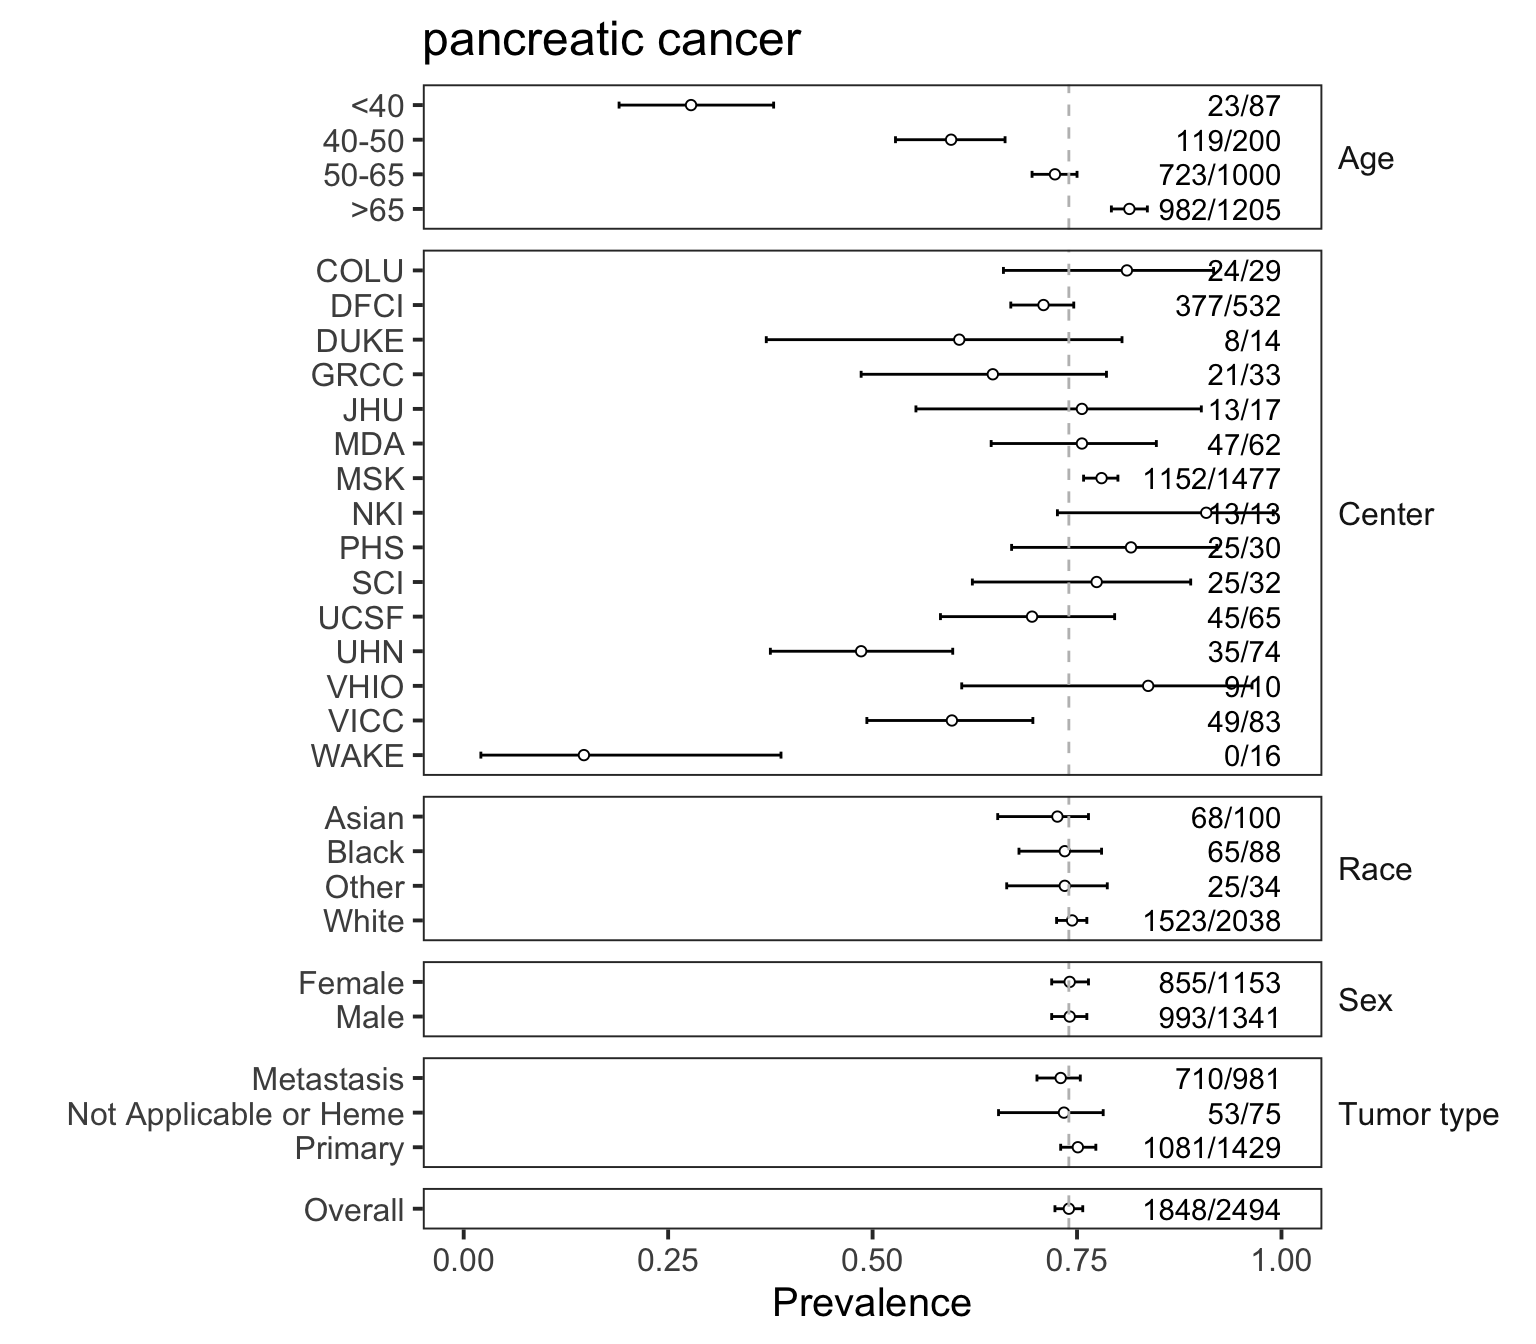 pancreatic cancer
<40 23/87
40-50 119/200
50-65 723/1000
>65 982/1205
Age
COLU 24/29
DFCI 377/532
DUKE 8/14
GRCC 21/33
JHU 13/17
MDA 47/62
MSK 1152/1477
NKI 13/13
PHS 25/30
SCI 25/32
UCSF 45/65
UHN 35/74
VHIO 9/10
VICC 49/83
WAKE 0/16
Center
Asian 68/100
Black 65/88
Other 25/34
White 1523/2038
Race
Female 855/1153
Male 993/1341
Sex
Metastasis 710/981
Not Applicable or Heme 53/75
Primary 1081/1429
Tumor type
Overall 1848/2494
0.00 0.25 0.50 0.75 1.00
Prevalence